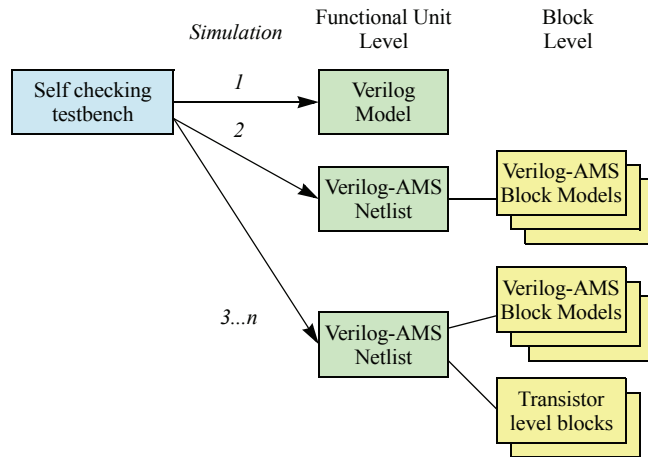 Simulation
Functional Unit
Level
Block
Level
Self checking
testbench
1
Verilog
Model
2
Verilog-AMS
Netlist
Verilog-AMS
Block Models
3...n
Verilog-AMS
Netlist
Verilog-AMS
Block Models
Transistor
level blocks